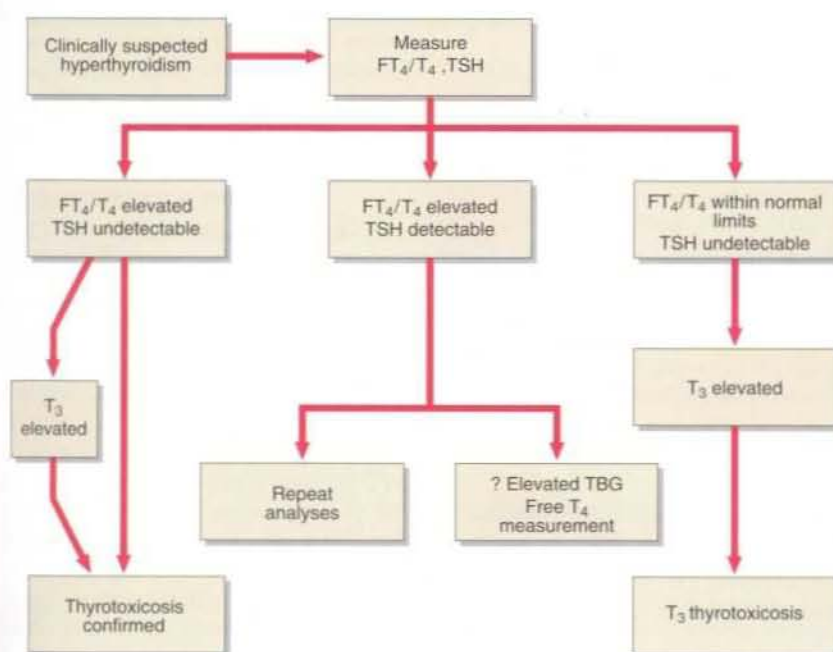 Clinically suspected
hyperthyroidism
Measure
FT₄/T₄ ,TSH
FT₄/T₄ elevated
TSH undetectable
FT₄/T₄ elevated
TSH detectable
FT₄/T₄ within normal
limits
TSH undetectable
T₃
elevated
T₃ elevated
Repeat
analyses
? Elevated TBG
Free T₄
measurement
Thyrotoxicosis
confirmed
T₃ thyrotoxicosis